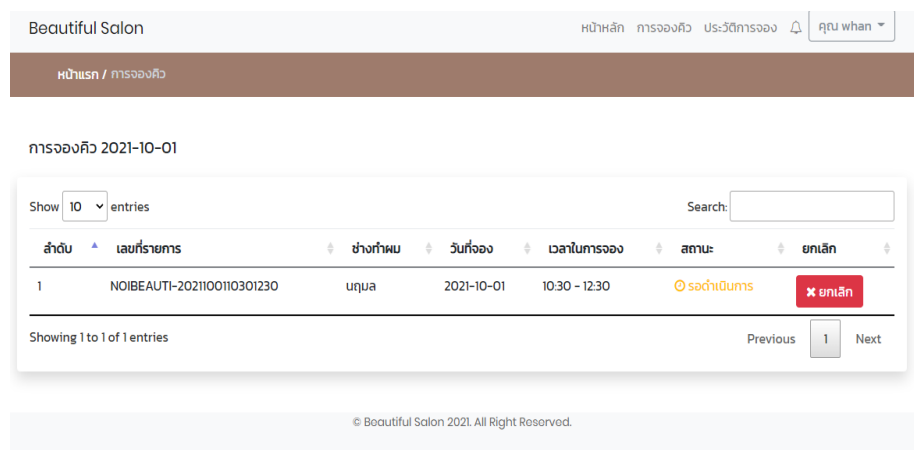 Beautiful Salon หน้าหลัก การจองคิว ประวัติการจอง คุณ whan
หน้าแรก / การจองคิว
การจองคิว 2021-10-01
Show 10 entries Search:
ลำดับ เลขที่รายการ ช่างทำผม วันที่จอง เวลาในการจอง สถานะ ยกเลิก
1 NOIBEAUTI-2021100110301230 นฤมล 2021-10-01 10:30 - 12:30 รอดำเนินการ ยกเลิก
Showing 1 to 1 of 1 entries Previous 1 Next
© Beautiful Salon 2021. All Right Reserved.